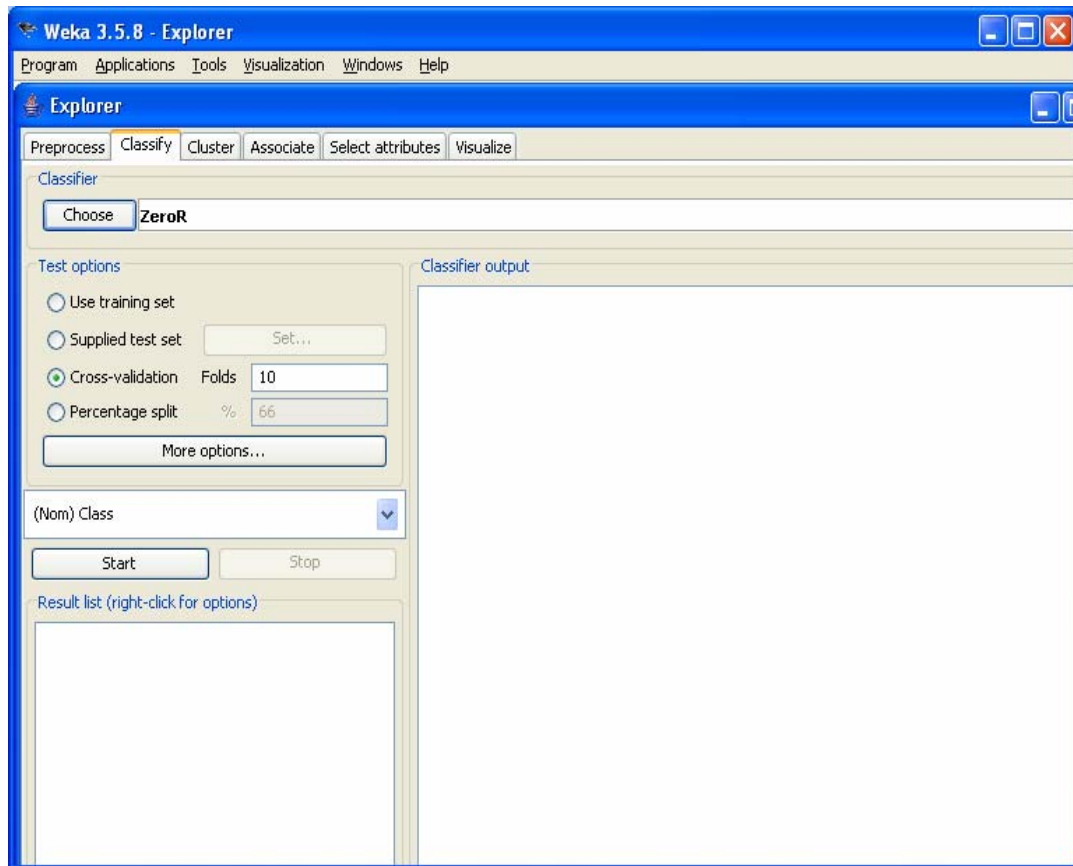 Weka 3.5.8 - Explorer
Program Applications Tools Visualization Windows Help
Explorer
Preprocess Classify Cluster Associate Select attributes Visualize
Classifier
Choose ZeroR
Test options
Use training set
Supplied test set Set...
Cross-validation Folds 10
Percentage split % 66
More options...
(Nom) Class
Start Stop
Result list (right-click for options)
Classifier output